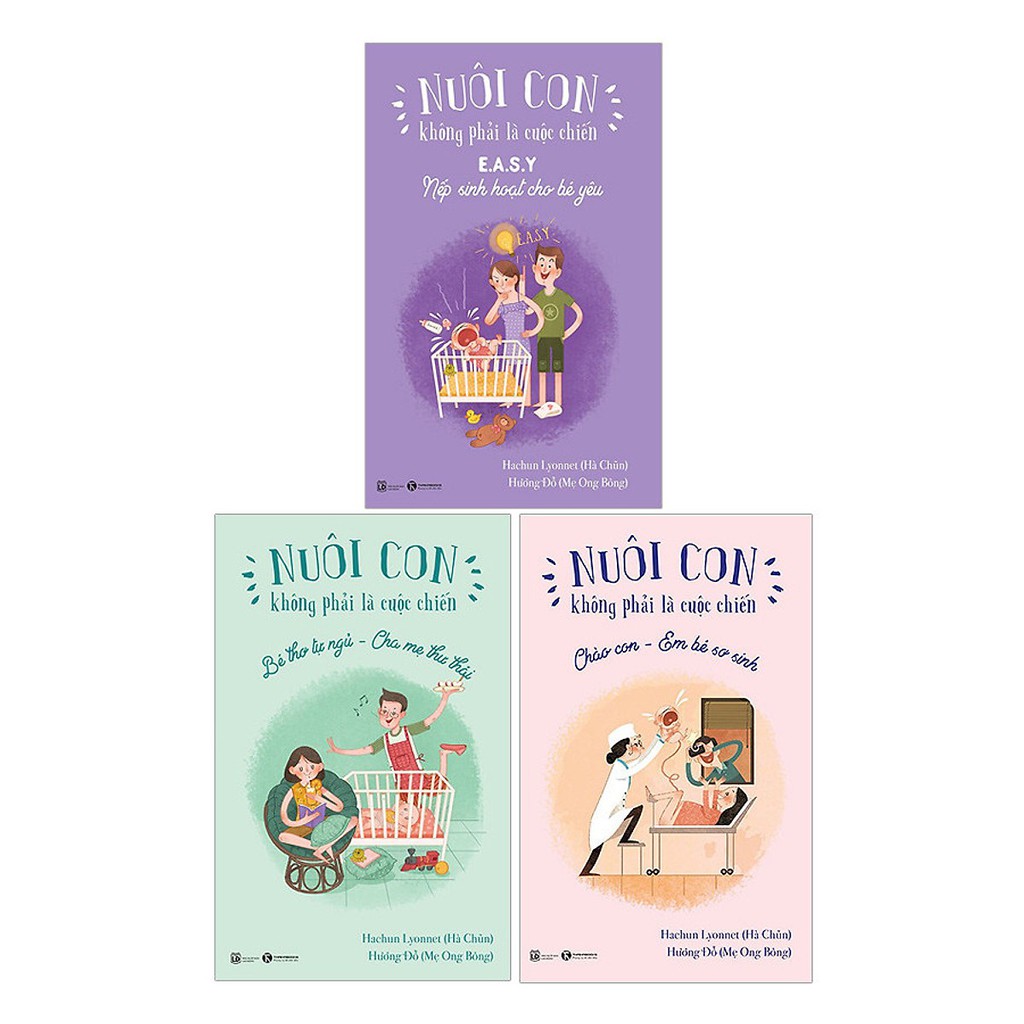 NUÔI CON
không phải là cuộc chiến
E.A.S.Y
Nếp sinh hoạt cho bé yêu
E.A.S.Y
Hachun Lyonnet (Hà Chũn)
Hương Đỗ (Mẹ Ong Bông)
THAIHABOOKS
NUÔI CON
không phải là cuộc chiến
Bé thơ tự ngủ - Cha mẹ thư thái
Hachun Lyonnet (Hà Chũn)
Hương Đỗ (Mẹ Ong Bông)
THAIHABOOKS
NUÔI CON
không phải là cuộc chiến
Chào con - Em bé sơ sinh
Hachun Lyonnet (Hà Chũn)
Hương Đỗ (Mẹ Ong Bông)
THAIHABOOKS